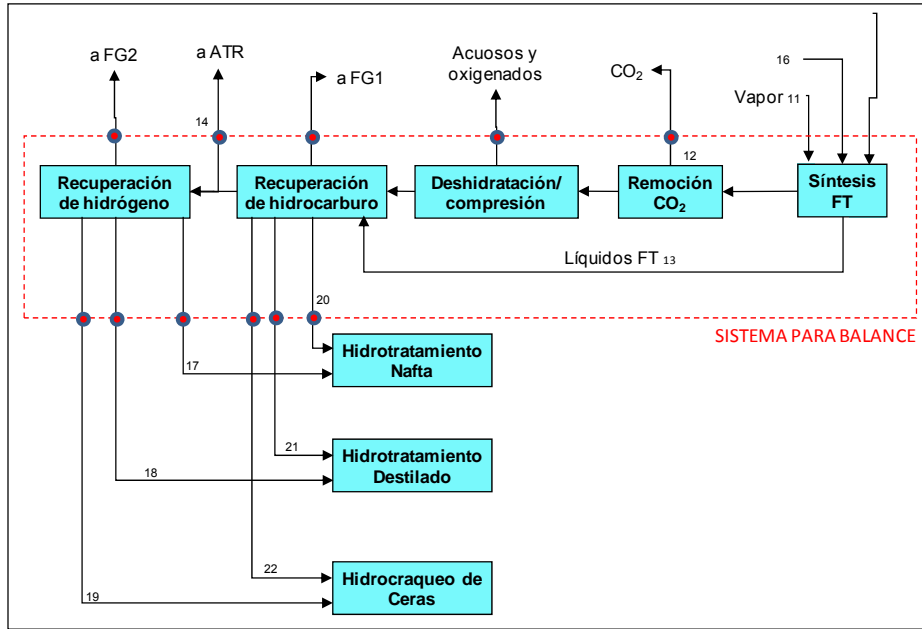 a FG2
a ATR
a FG1
Acuosos y
oxigenados
CO2
16
Vapor 11
14
12
Recuperación
de hidrógeno
Recuperación
de hidrocarburo
Deshidratación/
compresión
Remoción
CO2
Síntesis
FT
Líquidos FT 13
20
SISTEMA PARA BALANCE
Hidrotratamiento
Nafta
17
Hidrotratamiento
Destilado
21
18
Hidrocraqueo de
Ceras
22
19